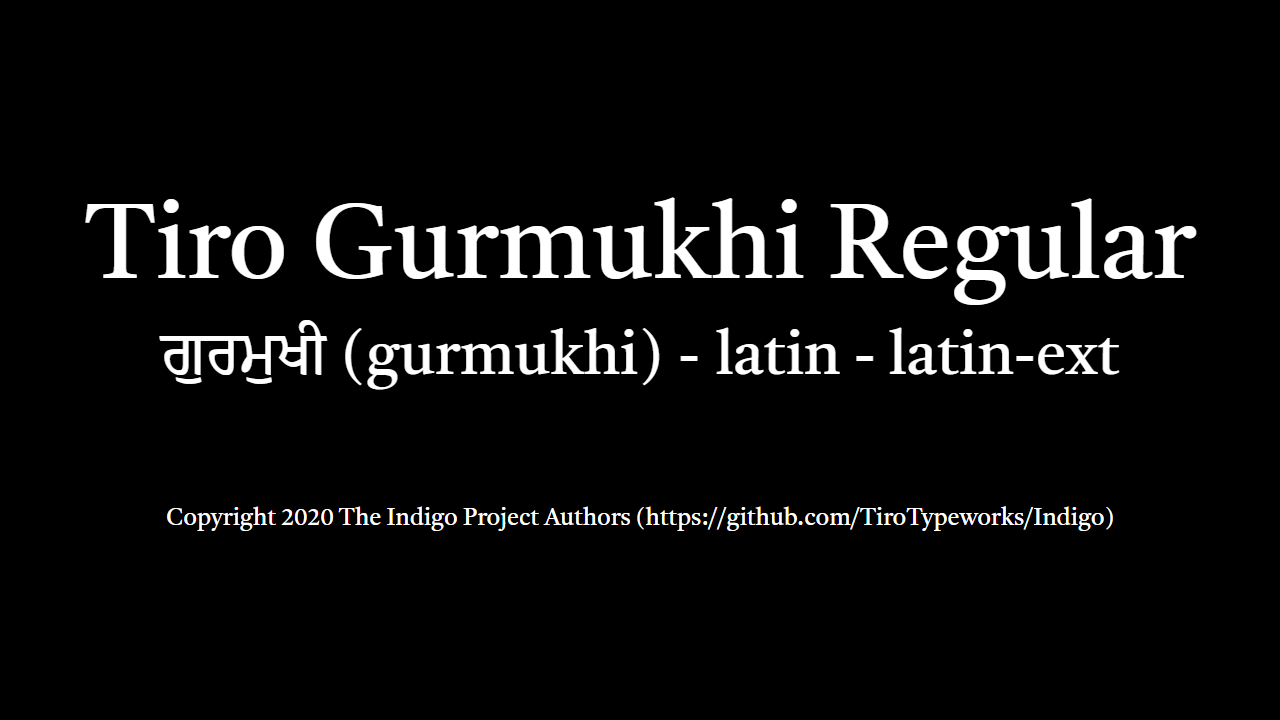 Tiro Gurmukhi Regular
ਗੁਰਮੁਖੀ (gurmukhi) - latin - latin-ext
Copyright 2020 The Indigo Project Authors (https://github.com/TiroTypeworks/Indigo)